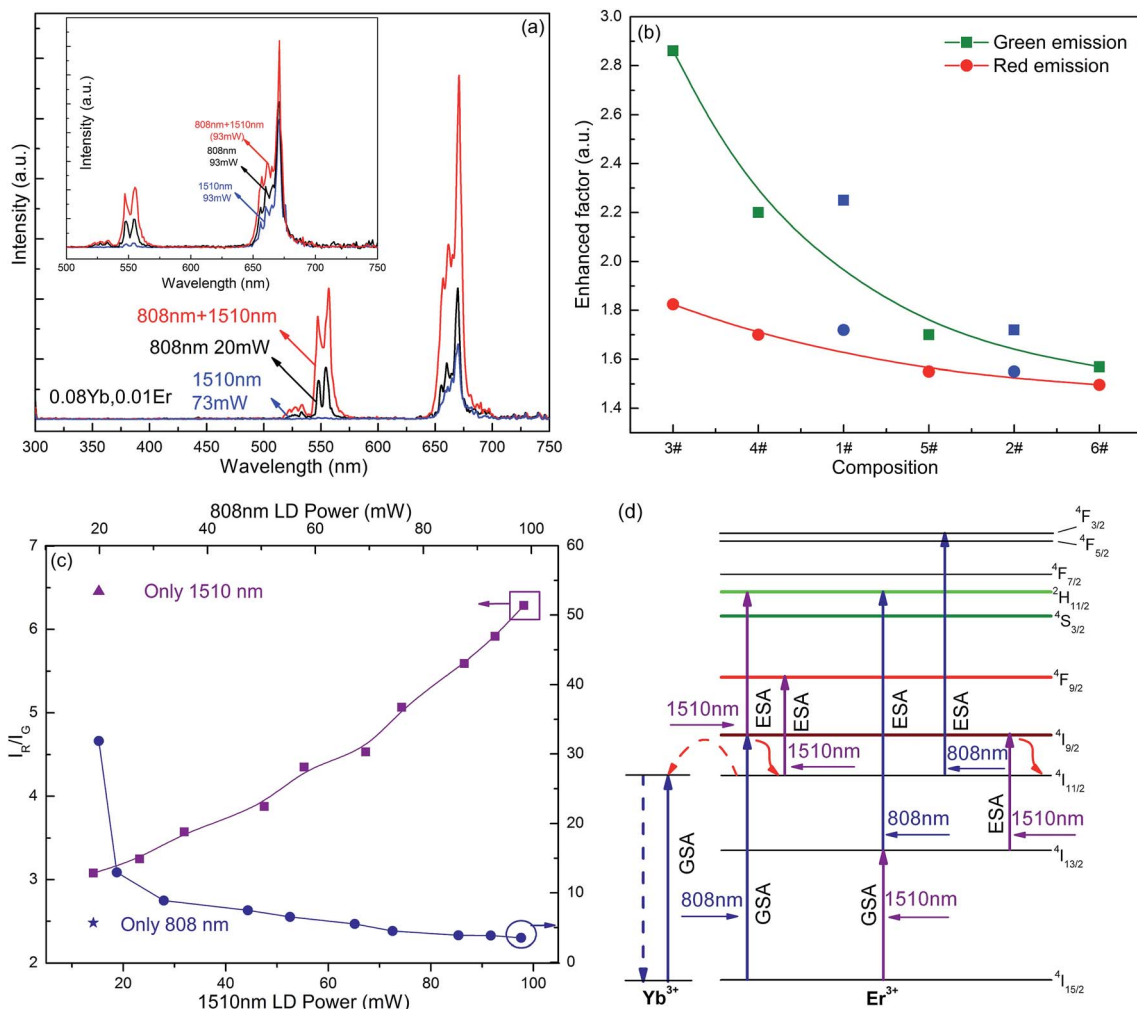 (a)
Intensity (a.u.)
Intensity (a.u.)
808nm+1510nm
(93mW)
808nm
93mW
1510nm
93mW
500 550 600 650 700 750
Wavelength (nm)
808nm+1510nm
808nm 20mW
1510nm
73mW
0.08Yb,0.01Er
300 350 400 450 500 550 600 650 700 750
Wavelength (nm)
(b)
Green emission
Red emission
Enhanced factor (a.u.)
3.0
2.8
2.6
2.4
2.2
2.0
1.8
1.6
1.4
3# 4# 1# 5# 2# 6#
Composition
808nm LD Power (mW)
20 40 60 80 100
(c)
Only 1510 nm
Only 808 nm
I_R/I_G
7
6
5
4
3
2
60
50
40
30
20
10
0
20 40 60 80 100
1510nm LD Power (mW)
(d)
⁴F₃/₂
⁴F₅/₂
⁴F₇/₂
²H₁₁/₂
⁴S₃/₂
⁴F₉/₂
1510nm
ESA
ESA
ESA
1510nm
808nm
⁴I₉/₂
⁴I₁₁/₂
GSA
808nm
ESA
1510nm
⁴I₁₃/₂
808nm
GSA
GSA
1510nm
⁴I₁₅/₂
Yb³⁺
Er³⁺